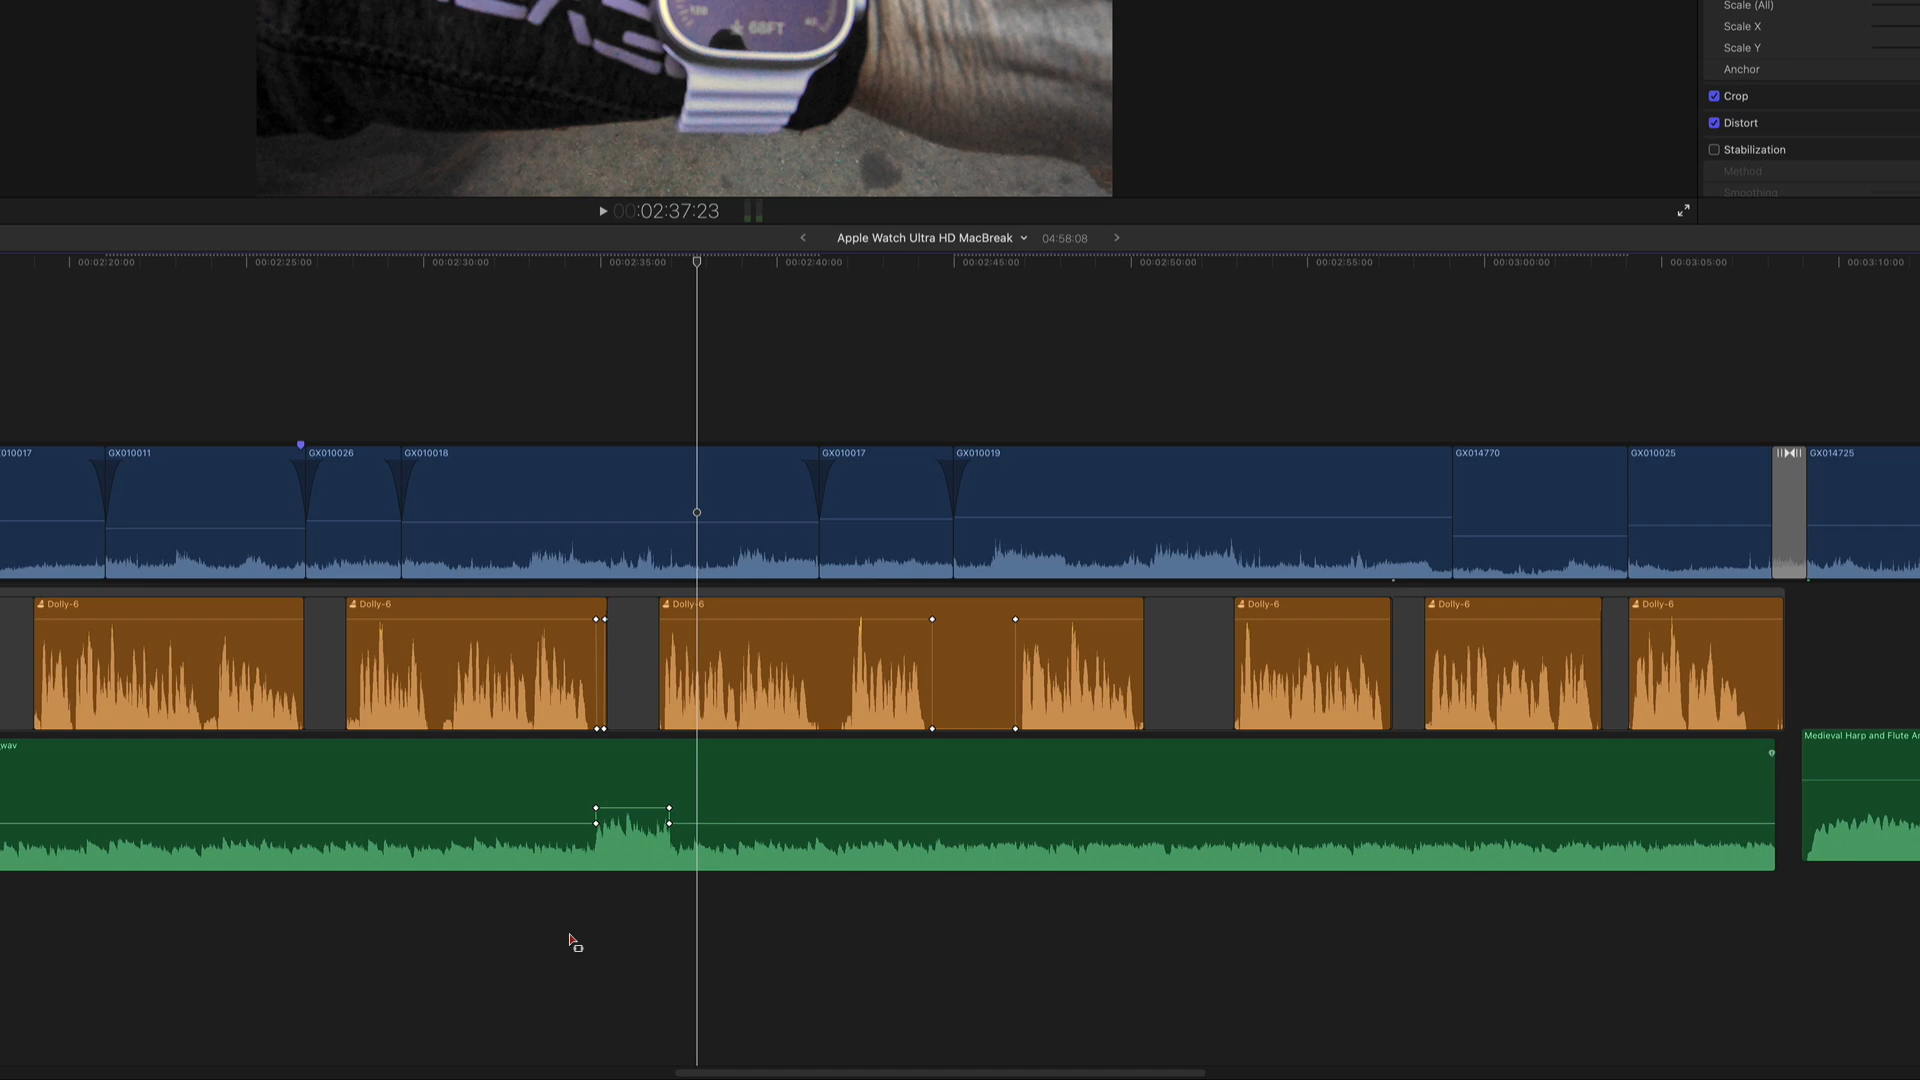 68FT
Scale (All)
Scale X
Scale Y
Anchor
Crop
Distort
Stabilization
Method
Smoothing
00:02:37:23
Apple Watch Ultra HD MacBreak 04:58:08
00:02:20:00 00:02:25:00 00:02:30:00 00:02:35:00 00:02:40:00 00:02:45:00 00:02:50:00 00:02:55:00 00:03:00:00 00:03:05:00 00:03:10:00
010017 GX010011 GX010026 GX010018 GX010017 GX010019 GX014770 GX010025 GX014725
Dolly-6 Dolly-6 Dolly-6 Dolly-6 Dolly-6 Dolly-6
Medieval Harp and Flute Ar
wav